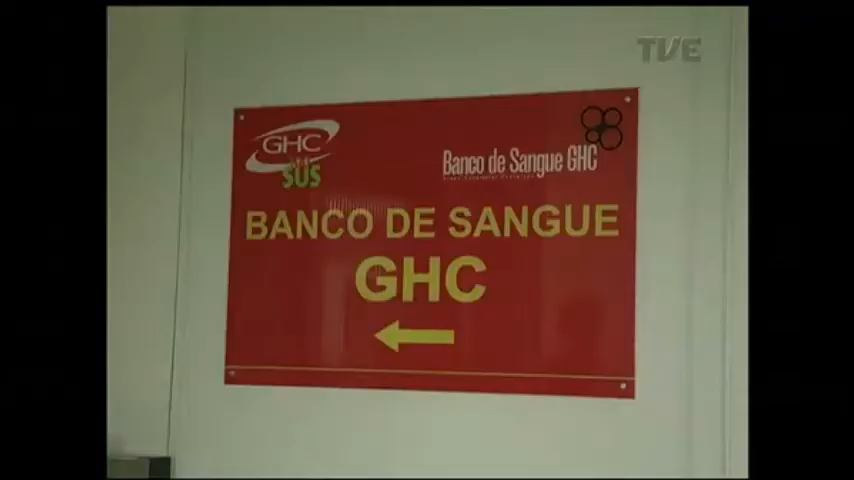 TVE
GHC
SUS
Banco de Sangue GHC
BANCO DE SANGUE
GHC